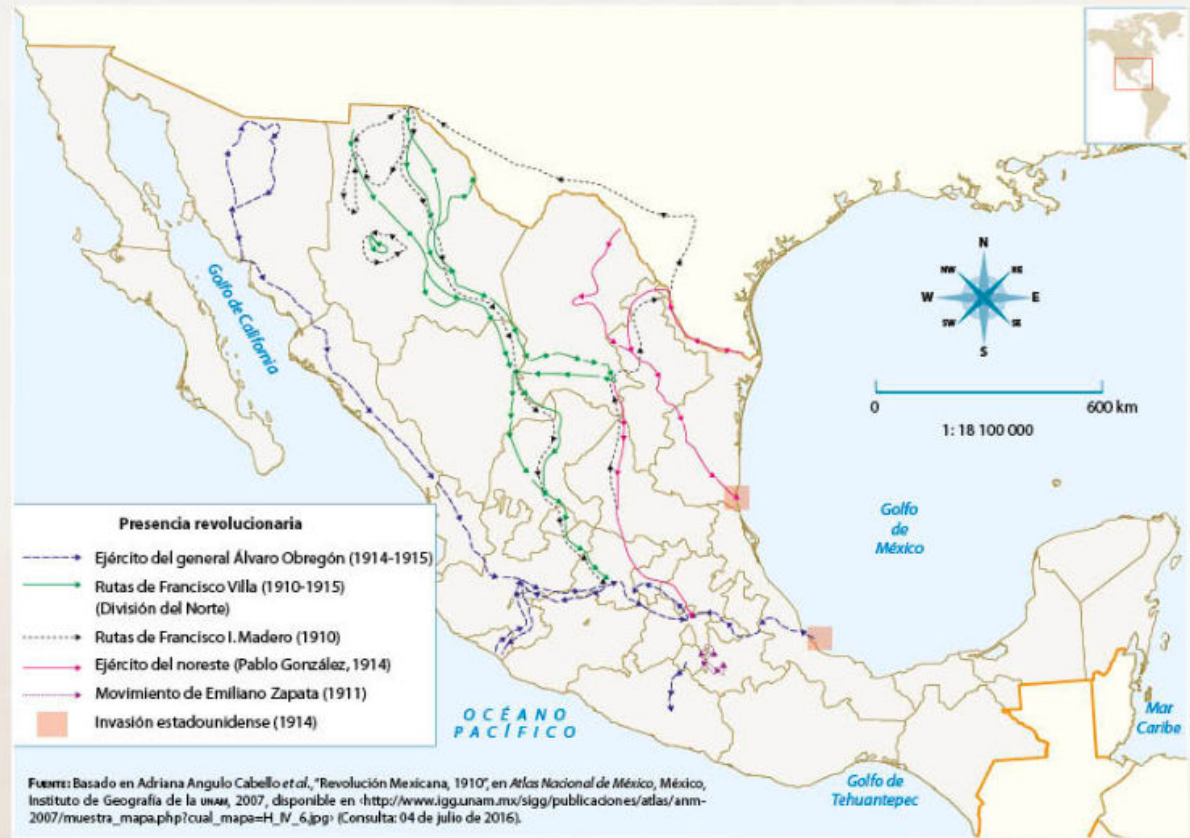 Golfo de California
N
NW
NE
W
E
SW
SE
S
0
600 km
1: 18 100 000
Golfo
de
México
Presencia revolucionaria
Ejército del general Álvaro Obregón (1914-1915)
Rutas de Francisco Villa (1910-1915)
(División del Norte)
Rutas de Francisco I. Madero (1910)
Ejército del noreste (Pablo González, 1914)
Movimiento de Emiliano Zapata (1911)
Invasión estadounidense (1914)
OCÉANO
PACÍFICO
Mar
Caribe
Golfo de
Tehuantepec
FUENTE: Basado en Adriana Angulo Cabello et al., "Revolución Mexicana, 1910", en Atlas Nacional de México, México,
Instituto de Geografía de la UNAM, 2007, disponible en <http://www.igg.unam.mx/sigg/publicaciones/atlas/anm-
2007/muestra_mapa.php?cual_mapa=H_IV_6.jpg> (Consulta: 04 de julio de 2016).